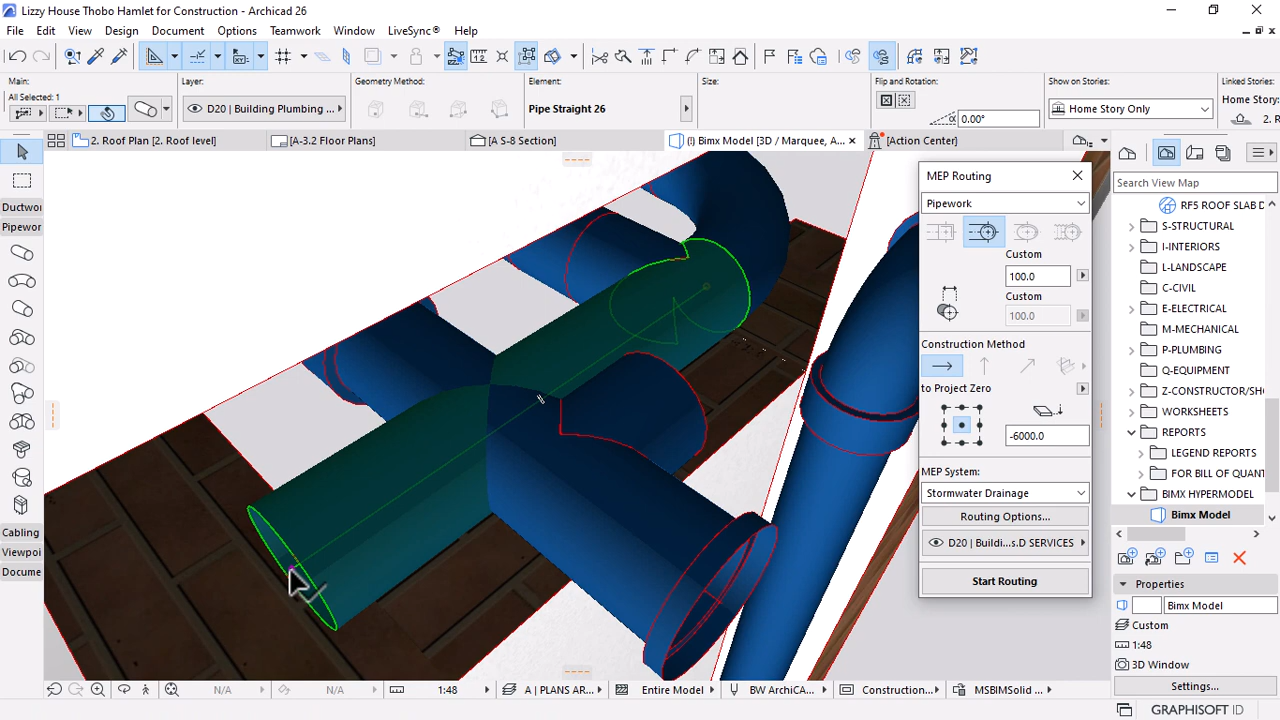 Lizzy House Thobo Hamlet for Construction - Archicad 26
File Edit View Design Document Options Teamwork Window LiveSync® Help
Main: Layer: Geometry Method: Element: Size: Flip and Rotation: Show on Stories: Linked Stories:
All Selected: 1
D20 | Building Plumbing ... Pipe Straight 26 0.00° Home Story Only Home Story:
2. R
2. Roof Plan [2. Roof level] [A-3.2 Floor Plans] [A S-8 Section] (!) Bimx Model [3D / Marquee, A... [Action Center]
Ductwo
Pipewor
Cabling
Viewpoi
Docume
MEP Routing
Pipework
Custom
100.0
Custom
100.0
Construction Method
to Project Zero
-6000.0
MEP System:
Stormwater Drainage
Routing Options...
D20 | Buildi...s.D SERVICES
Start Routing
Search View Map
RF5 ROOF SLAB D
S-STRUCTURAL
I-INTERIORS
L-LANDSCAPE
C-CIVIL
E-ELECTRICAL
M-MECHANICAL
P-PLUMBING
Q-EQUIPMENT
Z-CONSTRUCTOR/SHO
WORKSHEETS
REPORTS
LEGEND REPORTS
FOR BILL OF QUANT
BIMX HYPERMODEL
Bimx Model
Properties
Bimx Model
Custom
1:48
3D Window
Settings...
N/A N/A 1:48 A | PLANS AR... Entire Model BW ArchiCA... Construction... MSBIMSolid ...
GRAPHISOFT ID